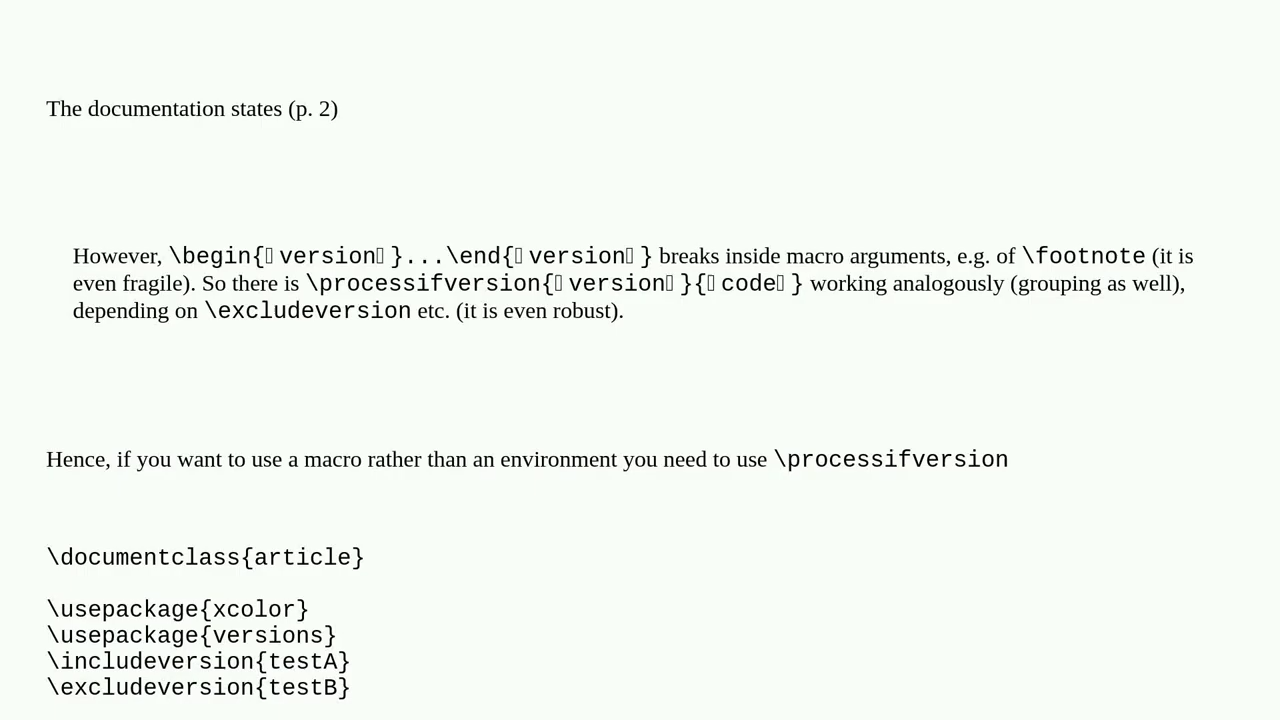 The documentation states (p. 2)
However, \begin{▯version▯}...\end{▯version▯} breaks inside macro arguments, e.g. of \footnote (it is
even fragile). So there is \processifversion{▯version▯}{▯code▯} working analogously (grouping as well),
depending on \excludeversion etc. (it is even robust).
Hence, if you want to use a macro rather than an environment you need to use \processifversion
\documentclass{article}
\usepackage{xcolor}
\usepackage{versions}
\includeversion{testA}
\excludeversion{testB}